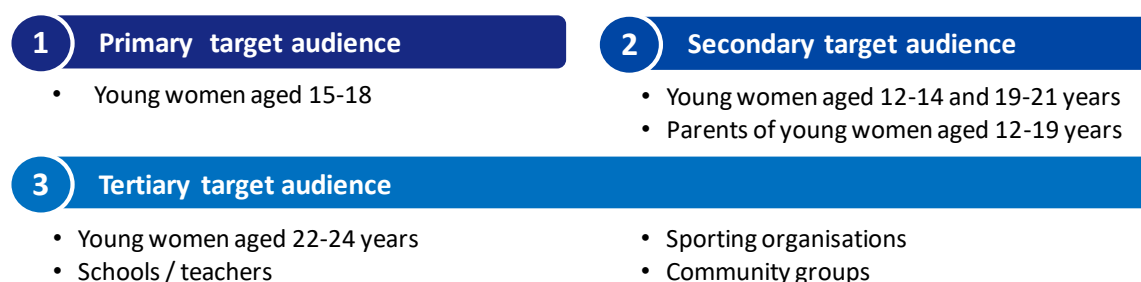 1 Primary target audience
• Young women aged 15-18
2 Secondary target audience
• Young women aged 12-14 and 19-21 years
• Parents of young women aged 12-19 years
3 Tertiary target audience
• Young women aged 22-24 years
• Schools / teachers
• Sporting organisations
• Community groups